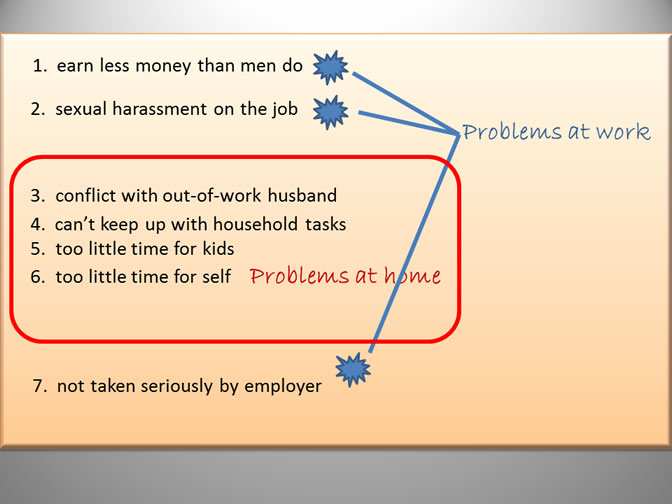 1. earn less money than men do
2. sexual harassment on the job
Problems at work
3. conflict with out-of-work husband
4. can't keep up with household tasks
5. too little time for kids
6. too little time for self Problems at home
7. not taken seriously by employer